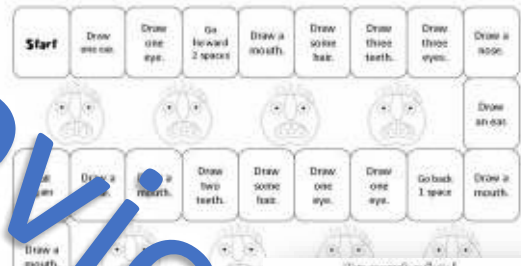 Start
Draw
one ear.
Draw
one
eye.
Go
forward
2 spaces
Draw a
mouth.
Draw
some
hair.
Draw
three
teeth.
Draw
three
eyes.
Draw a
nose.
Draw
an ear.
Draw a
mouth.
Draw
two
teeth.
Draw
some
hair.
Draw
one
eye.
Draw
one
eye.
Go back
1 space
Draw a
mouth.
Draw a
mouth.